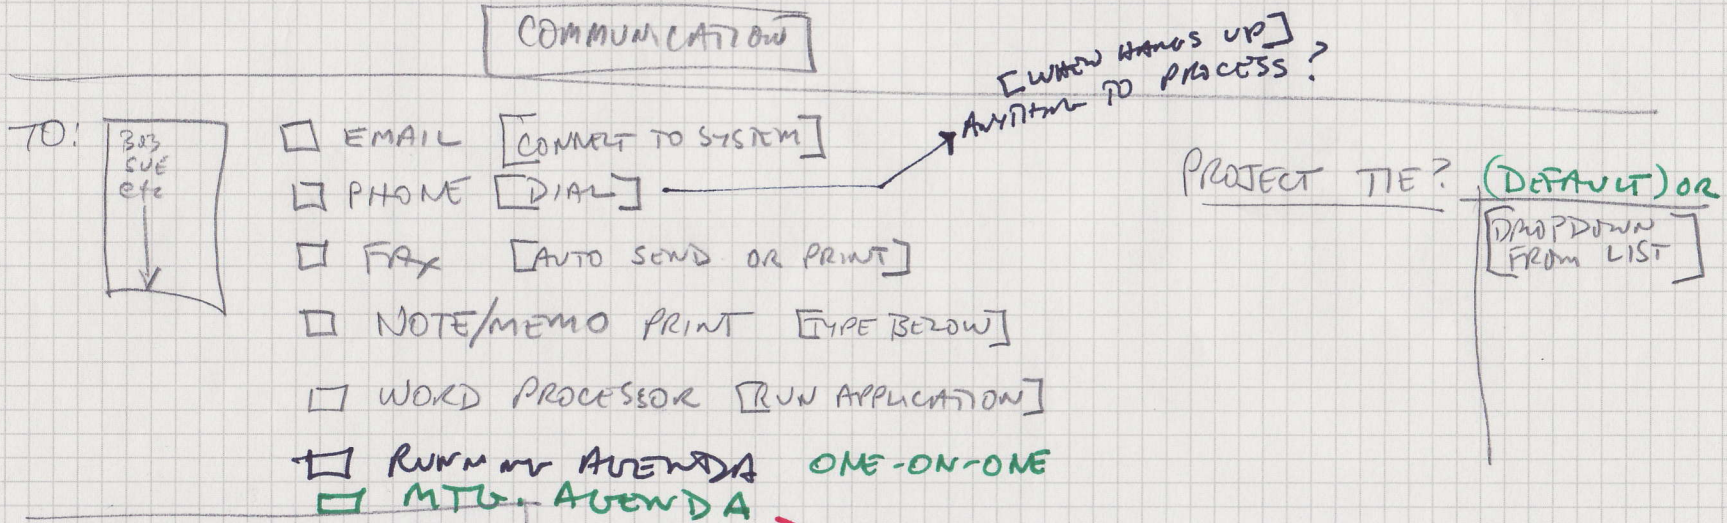 COMMUNICATION
[WHEN HANGS UP]
ANYTHING TO PROCESS?
TO:
BOB
SUE
etc
EMAIL [CONNECT TO SYSTEM]
PHONE [DIAL]
FAX [AUTO SEND OR PRINT]
NOTE/MEMO PRINT [TYPE BELOW]
WORD PROCESSOR [RUN APPLICATION]
RUNNING AGENDA ONE-ON-ONE
MTG. AGENDA
PROJECT TIE? (DEFAULT) OR
[DROPDOWN
FROM LIST]